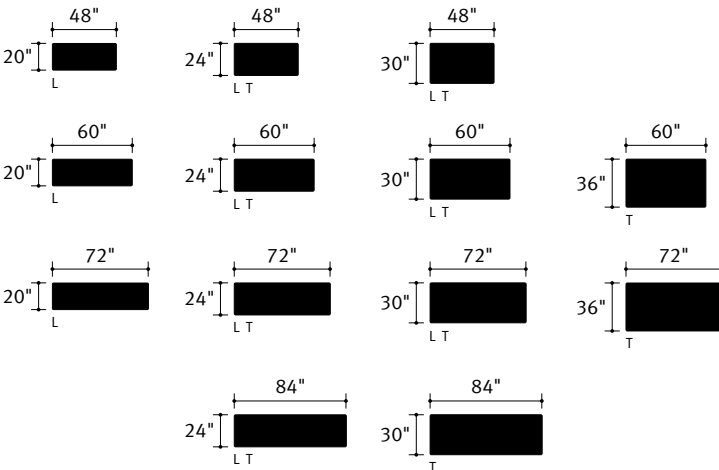 48" 48" 48"
20" 24" 30"
L L T L T
60" 60" 60" 60"
20" 24" 30" 36"
L L T L T T
72" 72" 72" 72"
20" 24" 30" 36"
L L T L T T
84" 84"
24" 30"
L T T